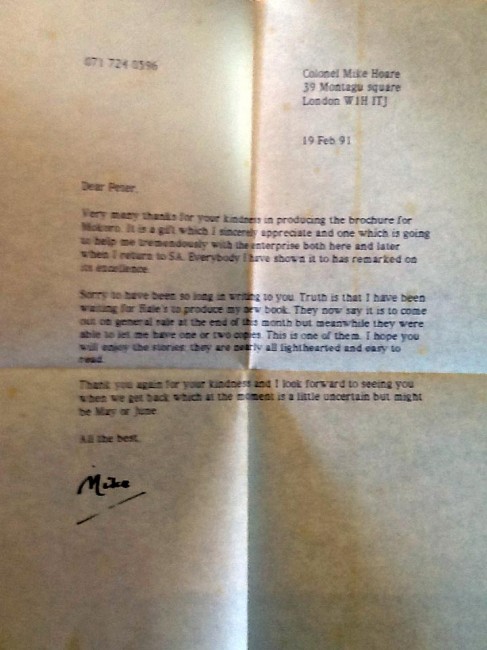 071 724 0396
Colonel Mike Hoare
39 Montagu square
London W1H 1TJ
19 Feb 91
Dear Peter,
Very many thanks for your kindness in producing the brochure for
Mokoro. It is a gift which I sincerely appreciate and one which is going
to help me tremendously with the enterprise both here and later
when I return to SA. Everybody I have shown it to has remarked on
its excellence.
Sorry to have been so long in writing to you. Truth is that I have been
waiting for Hale's to produce my new book. They now say it is to come
out on general sale at the end of this month but meanwhile they were
able to let me have one or two copies. This is one of them. I hope you
will enjoy the stories; they are nearly all lighthearted and easy to
read.
Thank you again for your kindness and I look forward to seeing you
when we get back which at the moment is a little uncertain but might
be May or June
All the best,
Mike